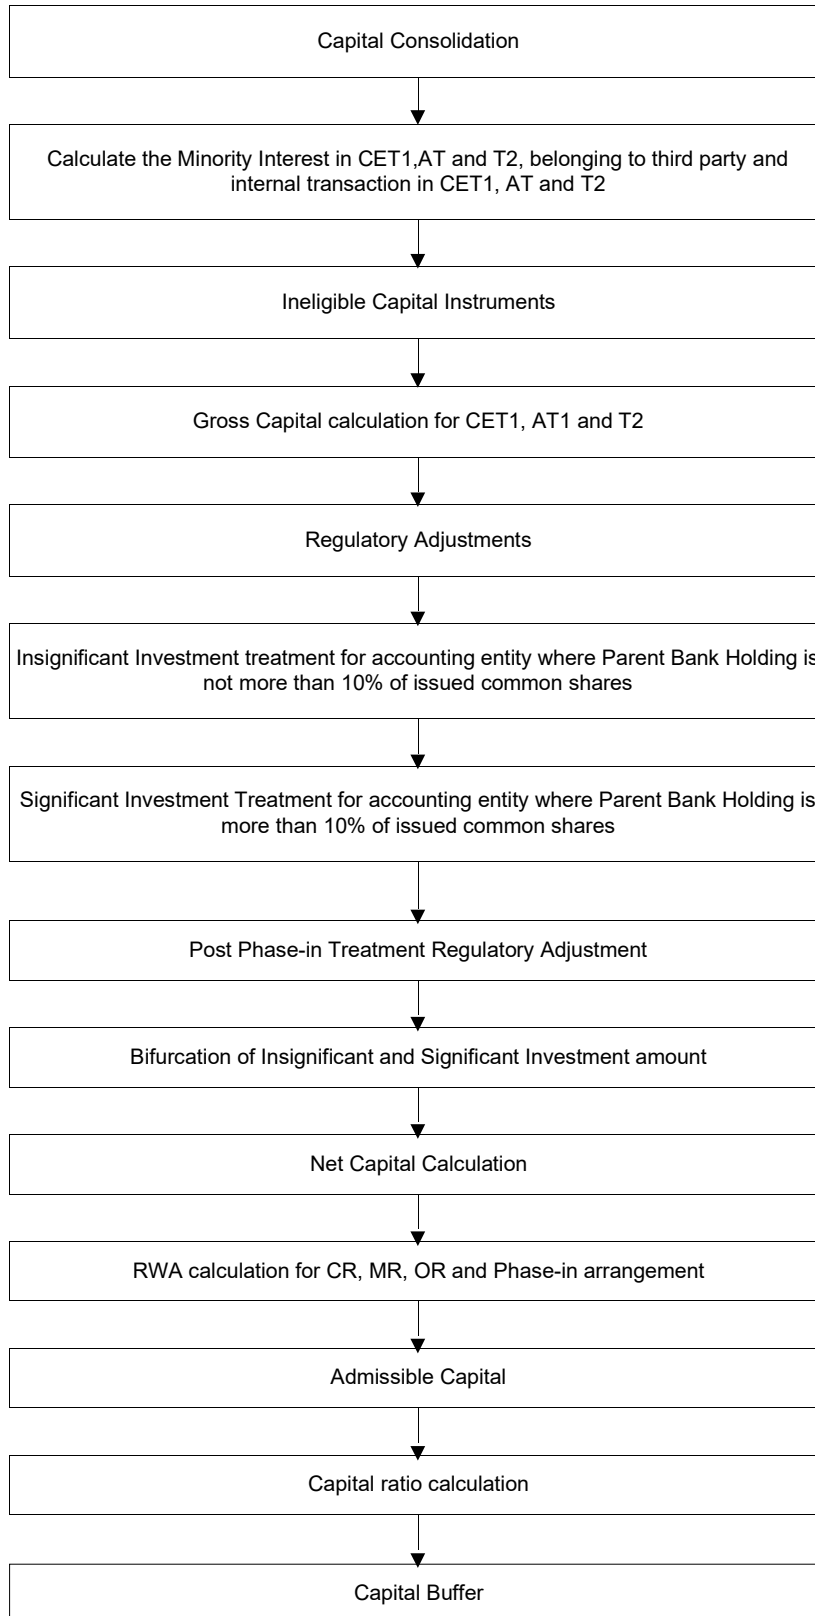 Capital Consolidation
Calculate the Minority Interest in CET1,AT and T2, belonging to third party and
internal transaction in CET1, AT and T2
Ineligible Capital Instruments
Gross Capital calculation for CET1, AT1 and T2
Regulatory Adjustments
Insignificant Investment treatment for accounting entity where Parent Bank Holding is
not more than 10% of issued common shares
Significant Investment Treatment for accounting entity where Parent Bank Holding is
more than 10% of issued common shares
Post Phase-in Treatment Regulatory Adjustment
Bifurcation of Insignificant and Significant Investment amount
Net Capital Calculation
RWA calculation for CR, MR, OR and Phase-in arrangement
Admissible Capital
Capital ratio calculation
Capital Buffer